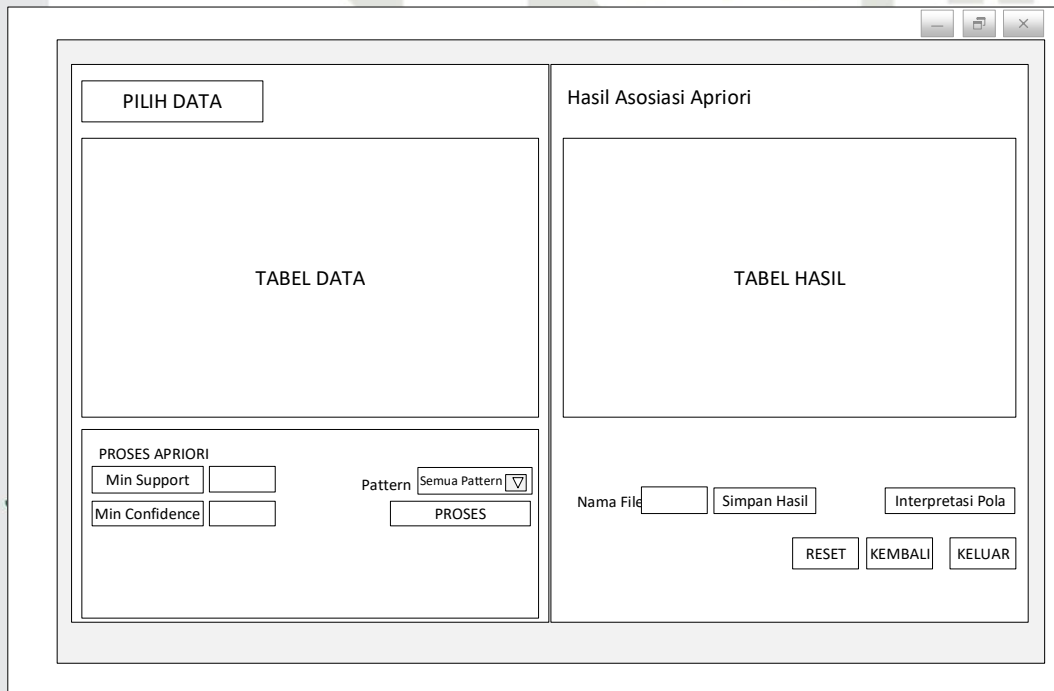 PILIH DATA
TABEL DATA
PROSES APRIORI
Min Support
Pattern Semua Pattern
Min Confidence
PROSES
Hasil Asosiasi Apriori
TABEL HASIL
Nama File
Simpan Hasil
Interpretasi Pola
RESET
KEMBALI
KELUAR